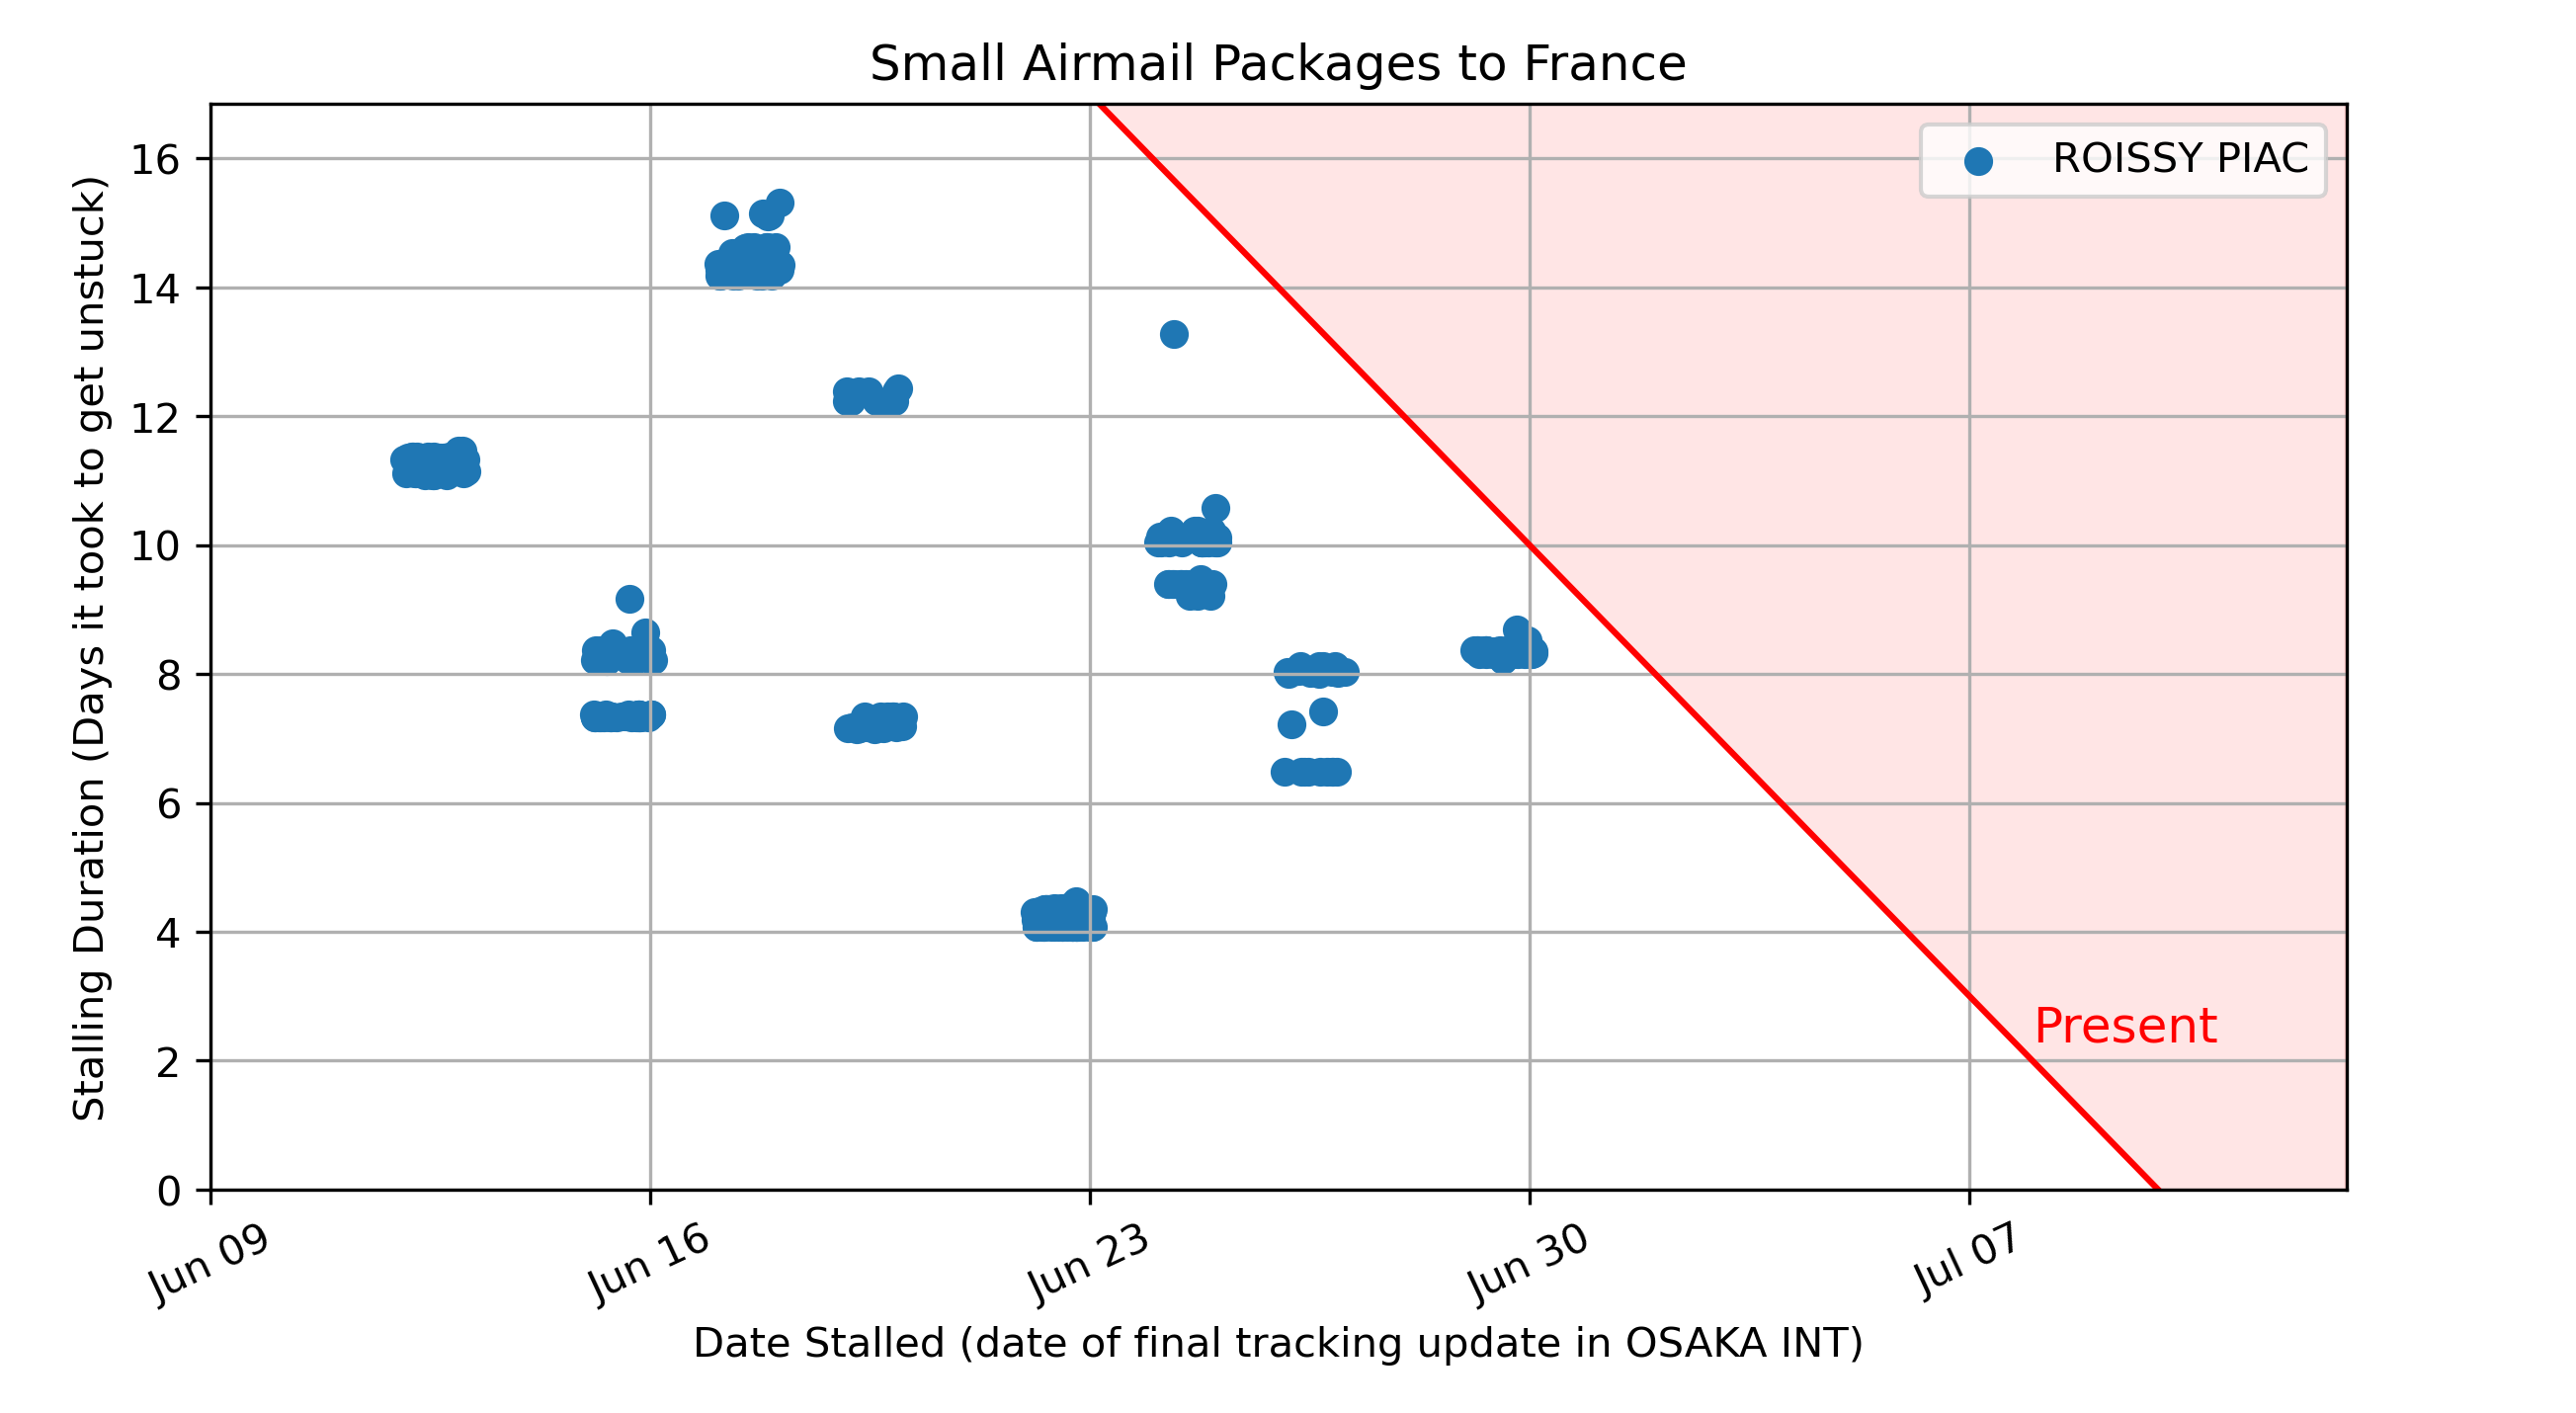 Small Airmail Packages to France
ROISSY PIAC
Stalling Duration (Days it took to get unstuck)
16
14
12
10
8
6
4
2
0
Present
Jun 09
Jun 16
Jun 23
Jun 30
Jul 07
Date Stalled (date of final tracking update in OSAKA INT)